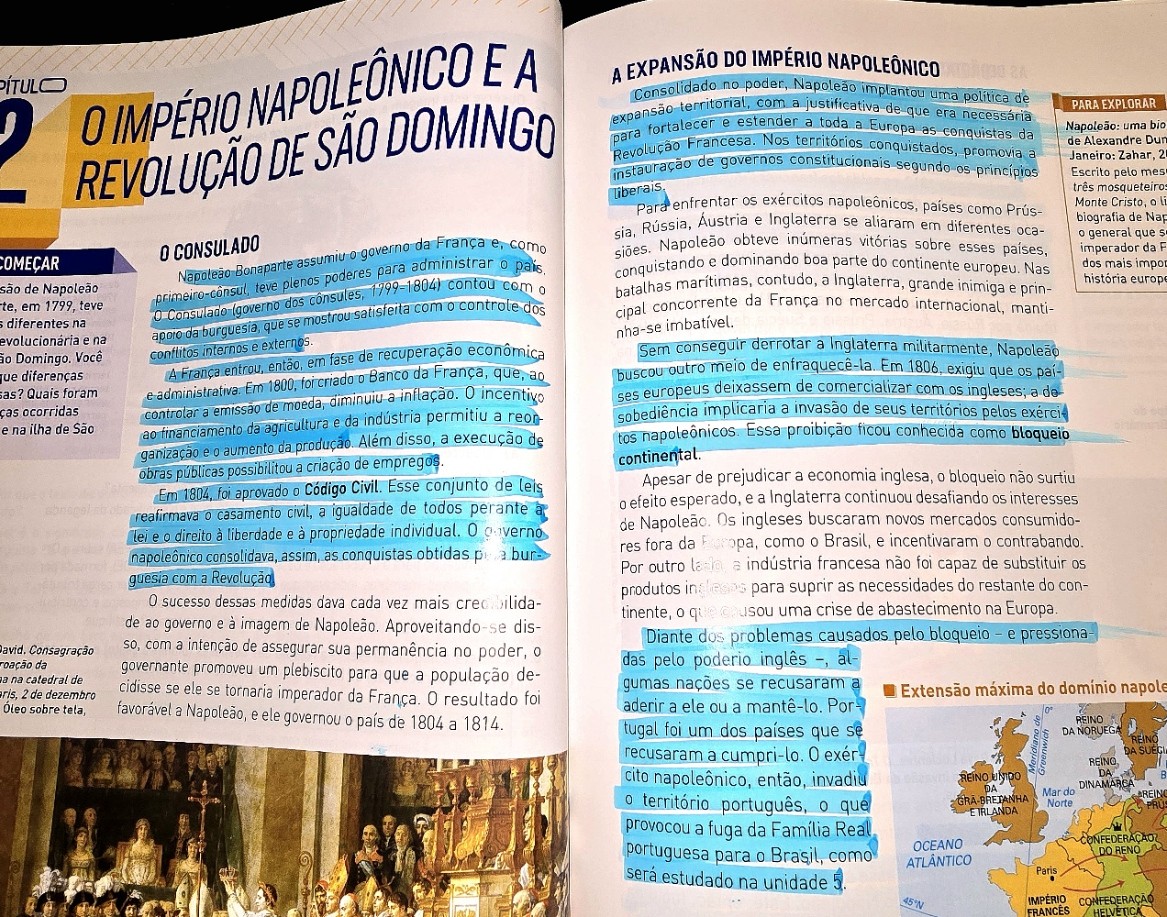 PÍTULO
2
O IMPÉRIO NAPOLEÔNICO E A
REVOLUÇÃO DE SÃO DOMINGO
COMEÇAR
são de Napoleão
rte, em 1799, teve
s diferentes na
evolucionária e na
ão Domingo. Você
que diferenças
sas? Quais foram
ças ocorridas
e na ilha de São
O CONSULADO
Napoleão Bonaparte assumiu o governo da França e, como
primeiro-cônsul, teve plenos poderes para administrar o país.
O Consulado (governo dos cônsules, 1799-1804) contou com o
apoio da burguesia, que se mostrou satisfeita com o controle dos
conflitos internos e externos.
A França entrou, então, em fase de recuperação econômica
e administrativa. Em 1800, foi criado o Banco da França, que, ao
controlar a emissão de moeda, diminuiu a inflação. O incentivo
ao financiamento da agricultura e da indústria permitiu a reor-
ganização e o aumento da produção. Além disso, a execução de
obras públicas possibilitou a criação de empregos.
Em 1804, foi aprovado o Código Civil. Esse conjunto de leis
reafirmava o casamento civil, a igualdade de todos perante a
lei e o direito à liberdade e à propriedade individual. O governo
napoleônico consolidava, assim, as conquistas obtidas pela bur-
guesia com a Revolução.
O sucesso dessas medidas dava cada vez mais credibilida-
de ao governo e à imagem de Napoleão. Aproveitando-se dis-
so, com a intenção de assegurar sua permanência no poder, o
governante promoveu um plebiscito para que a população de-
cidisse se ele se tornaria imperador da França. O resultado foi
favorável a Napoleão, e ele governou o país de 1804 a 1814.
David. Consagração
roação da
na na catedral de
aris, 2 de dezembro
Óleo sobre tela,
A EXPANSÃO DO IMPÉRIO NAPOLEÔNICO
Consolidado no poder, Napoleão implantou uma política de
expansão territorial, com a justificativa de que era necessária
para fortalecer e estender a toda a Europa as conquistas da
Revolução Francesa. Nos territórios conquistados, promovia a
instauração de governos constitucionais segundo os princípios
liberais.
Para enfrentar os exércitos napoleônicos, países como Prús-
sia, Rússia, Áustria e Inglaterra se aliaram em diferentes oca-
siões. Napoleão obteve inúmeras vitórias sobre esses países,
conquistando e dominando boa parte do continente europeu. Nas
batalhas marítimas, contudo, a Inglaterra, grande inimiga e prin-
cipal concorrente da França no mercado internacional, manti-
nha-se imbatível.
Sem conseguir derrotar a Inglaterra militarmente, Napoleão
buscou outro meio de enfraquecê-la. Em 1806, exigiu que os paí-
ses europeus deixassem de comercializar com os ingleses; a de-
sobediência implicaria a invasão de seus territórios pelos exérci-
tos napoleônicos. Essa proibição ficou conhecida como bloqueio
continental.
Apesar de prejudicar a economia inglesa, o bloqueio não surtiu
o efeito esperado, e a Inglaterra continuou desafiando os interesses
de Napoleão. Os ingleses buscaram novos mercados consumido-
res fora da Europa, como o Brasil, e incentivaram o contrabando.
Por outro lado, a indústria francesa não foi capaz de substituir os
produtos ingleses para suprir as necessidades do restante do con-
tinente, o que causou uma crise de abastecimento na Europa.
Diante dos problemas causados pelo bloqueio – e pressiona-
das pelo poderio inglês –, al-
gumas nações se recusaram a
aderir a ele ou a mantê-lo. Por-
tugal foi um dos países que se
recusaram a cumpri-lo. O exér-
cito napoleônico, então, invadiu
o território português, o que
provocou a fuga da Família Real
portuguesa para o Brasil, como
será estudado na unidade 5.
PARA EXPLORAR
Napoleão: uma bio
de Alexandre Dum
Janeiro: Zahar, 20
Escrito pelo mes
três mosqueteiros
Monte Cristo, o li
biografia de Nap
o general que s
imperador da F
dos mais impor
história europe
Extensão máxima do domínio napole
Meridiano de
Greenwich
REINO
DA NORUEGA
REINO
DA SUÉCI
REINO
DA
DINAMARCA
REINO
PRÚS
REINO UNIDO
DA
GRÃ-BRETANHA
E IRLANDA
Mar do
Norte
OCEANO
ATLÂNTICO
CONFEDERAÇÃO
DO RENO
Paris
IMPÉRIO
FRANCÊS
CONFEDERAÇÃO
HELVÉTICA
45°N